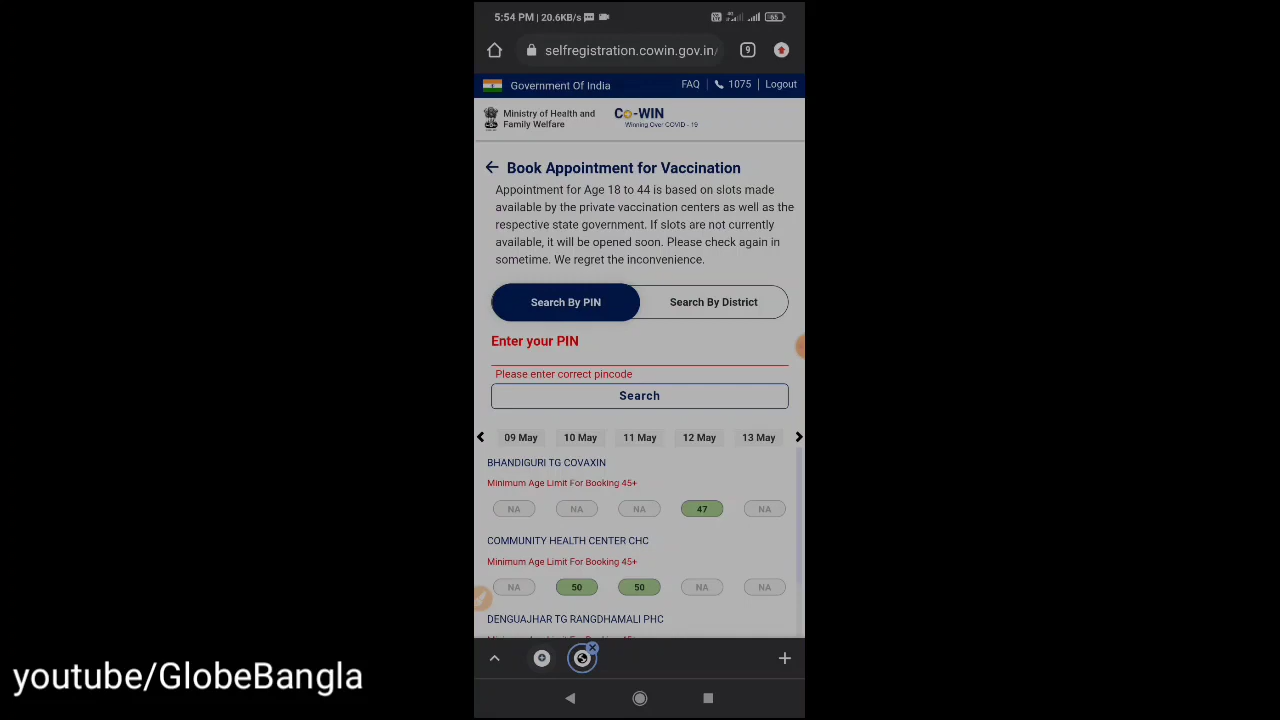 5:54 PM | 20.6KB/s
65
selfregistration.cowin.gov.in/
9
Government Of India FAQ 1075 Logout
Ministry of Health and
Family Welfare
Co-WIN
Winning Over COVID - 19
Book Appointment for Vaccination
Appointment for Age 18 to 44 is based on slots made
available by the private vaccination centers as well as the
respective state government. If slots are not currently
available, it will be opened soon. Please check again in
sometime. We regret the inconvenience.
Search By PIN Search By District
Enter your PIN
Please enter correct pincode
Search
09 May 10 May 11 May 12 May 13 May
BHANDIGURI TG COVAXIN
Minimum Age Limit For Booking 45+
NA NA NA 47 NA
COMMUNITY HEALTH CENTER CHC
Minimum Age Limit For Booking 45+
NA 50 50 NA NA
DENGUAJHAR TG RANGDHAMALI PHC
youtube/GlobeBangla